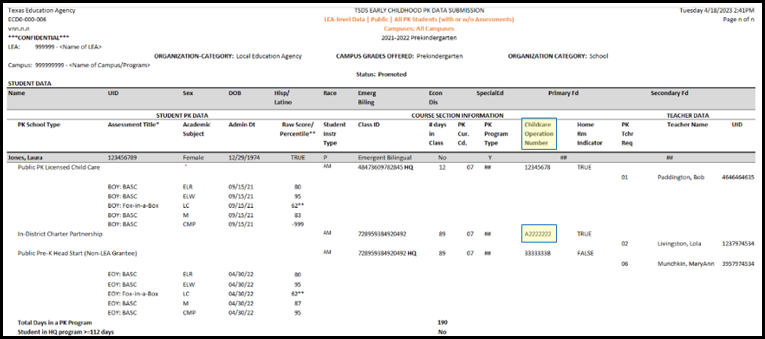 Texas Education Agency TSDS EARLY CHILDHOOD PK DATA SUBMISSION Tuesday 4/18/2023 2:41PM
ECD0-000-006 LEA-level Data | Public | All PK Students (with or w/o Assessments) Page n of n
vnn.n.n Campuses: All Campuses
***CONFIDENTIAL*** 2021-2022 Prekindergarten
LEA: 999999 - <Name of LEA>
ORGANIZATION-CATEGORY: Local Education Agency CAMPUS GRADES OFFERED: Prekindergarten ORGANIZATION CATEGORY: School
Campus: 999999999 - <Name of Campus/Program>
Status: Promoted
STUDENT DATA
Name UID Sex DOB Hisp/ Race Emerg Econ SpecialEd Primary Fd Secondary Fd
Latino Biling Dis
STUDENT PK DATA COURSE SECTION INFORMATION TEACHER DATA
PK School Type Assessment Title* Academic Admin Dt Raw Score/ Student Class ID # days PK PK Childcare Home PK Teacher Name UID
Subject Percentile** Instr in Cur. Program Operation Rm Tchr
Type Class Cd. Type Number Indicator Req
Jones, Laura 123456789 Female 12/29/1974 TRUE P Emergent Bilingual No Y ## ##
Public PK Licensed Child Care AM 48478609782845 HQ 12 07 ## 12345678 TRUE
01 Paddington, Bob 4646464635
BOY: BASC ELR 09/15/21 80
BOY: BASC ELW 09/15/21 95
BOY: Fox-in-a-Box LC 09/15/21 62**
BOY: BASC M 09/15/21 83
BOY: BASC CMP 09/15/21 -999
In-District Charter Partnership AM 728959384920492 89 07 ## A2222222 TRUE
02 Livingston, Lola 1237974534
Public Pre-K Head Start (Non-LEA Grantee) AM 728959384920492 HQ 89 07 ## 33333338 FALSE
06 Munchkin, MaryAnn 3957974534
EOY: BASC ELR 04/30/22 80
EOY: BASC ELW 04/30/22 95
EOY: Fox-in-a-Box LC 04/30/22 62**
EOY: BASC M 04/30/22 87
EOY: BASC CMP 04/30/22 95
Total Days in a PK Program 190
Student in HQ program >=112 days No